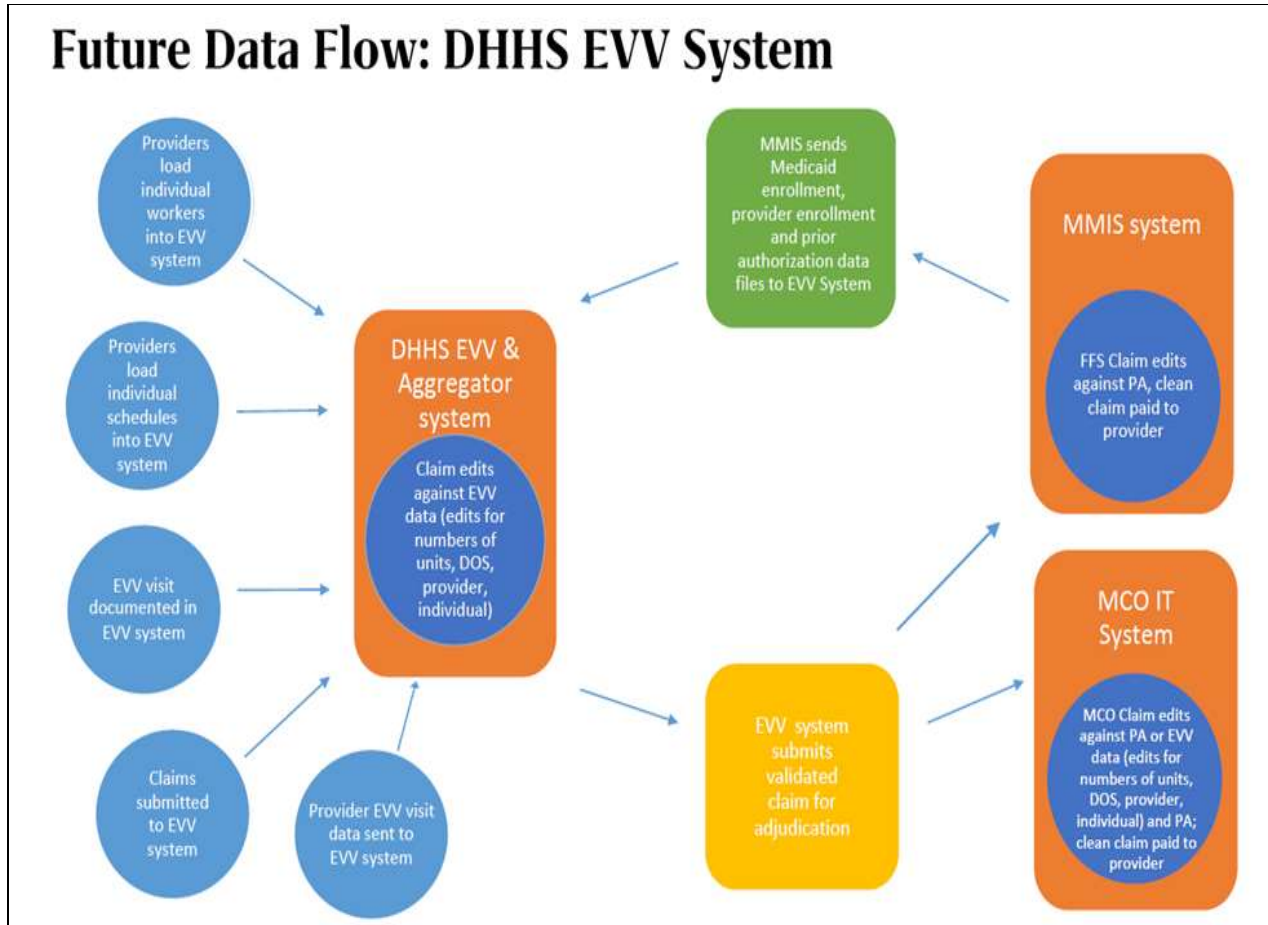 Future Data Flow: DHHS EVV System
Providers
load
individual
workers
into EVV
system
Providers
load
individual
schedules
into EVV
system
EVV visit
documented in
EVV system
Claims
submitted
to EVV
system
Provider EVV visit
data sent to
EVV system
DHHS EVV &
Aggregator
system
Claim edits
against EVV
data (edits for
numbers of
units, DOS,
provider,
individual)
MMIS sends
Medicaid
enrollment,
provider enrollment
and prior
authorization data
files to EVV System
EVV system
submits
validated
claim for
adjudication
MMIS system
FFS Claim edits
against PA, clean
claim paid to
provider
MCO IT
System
MCO Claim edits
against PA or EVV
data (edits for
numbers of units,
DOS, provider,
individual) and PA;
clean claim paid to
provider